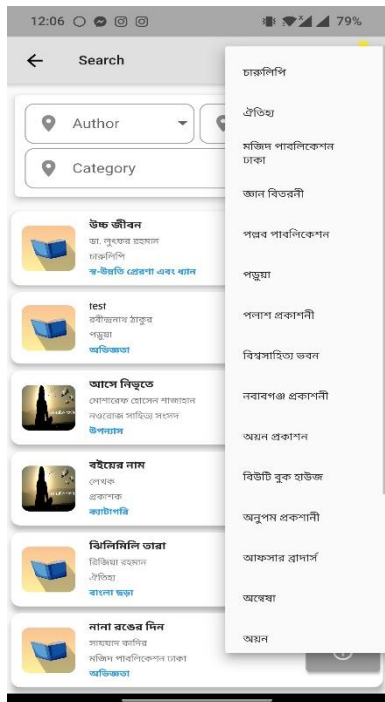 12:06
79%
Search
Author
Category
উচ্চ জীবন
ডা. লুৎফর রহমান
চারুলিপি
স্ব-উন্নতি প্রেরণা এবং ধ্যান
test
রবীন্দ্রনাথ ঠাকুর
পড়ুয়া
অভিজ্ঞতা
আসে নিভৃতে
মোশারেফ হোসেন শাজাহান
নওরোজ সাহিত্য সংসদ
উপন্যাস
বইয়ের নাম
লেখক
প্রকাশক
ক্যাটাগরি
ঝিলিমিলি তারা
রিজিয়া রহমান
ঐতিহ্য
বাংলা ছড়া
নানা রঙের দিন
সাযযাদ কাদির
মজিদ পাবলিকেশন ঢাকা
অভিজ্ঞতা
চারুলিপি
ঐতিহ্য
মজিদ পাবলিকেশন
ঢাকা
জ্ঞান বিতরনী
পল্লব পাবলিকেশন
পড়ুয়া
পলাশ প্রকাশনী
বিশ্বসাহিত্য ভবন
নবাবগঞ্জ প্রকাশনী
অয়ন প্রকাশন
বিউটি বুক হাউজ
অনুপম প্রকশানী
আফসার ব্রাদার্স
অন্বেষা
অয়ন